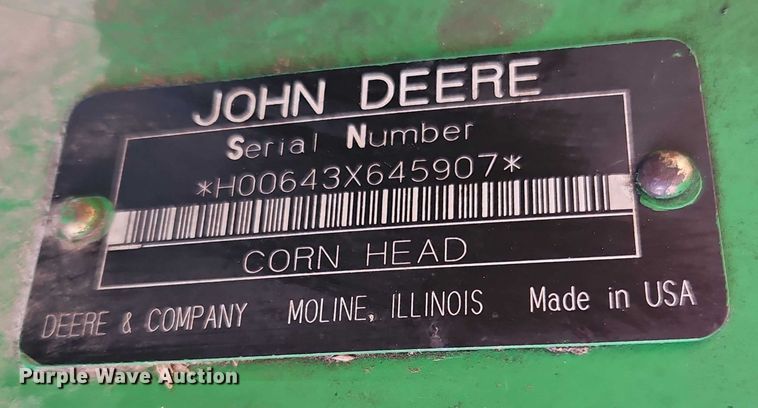 JOHN DEERE
Serial Number
*H00643X645907*
CORN HEAD
DEERE & COMPANY MOLINE, ILLINOIS Made in USA
Purple Wave Auction